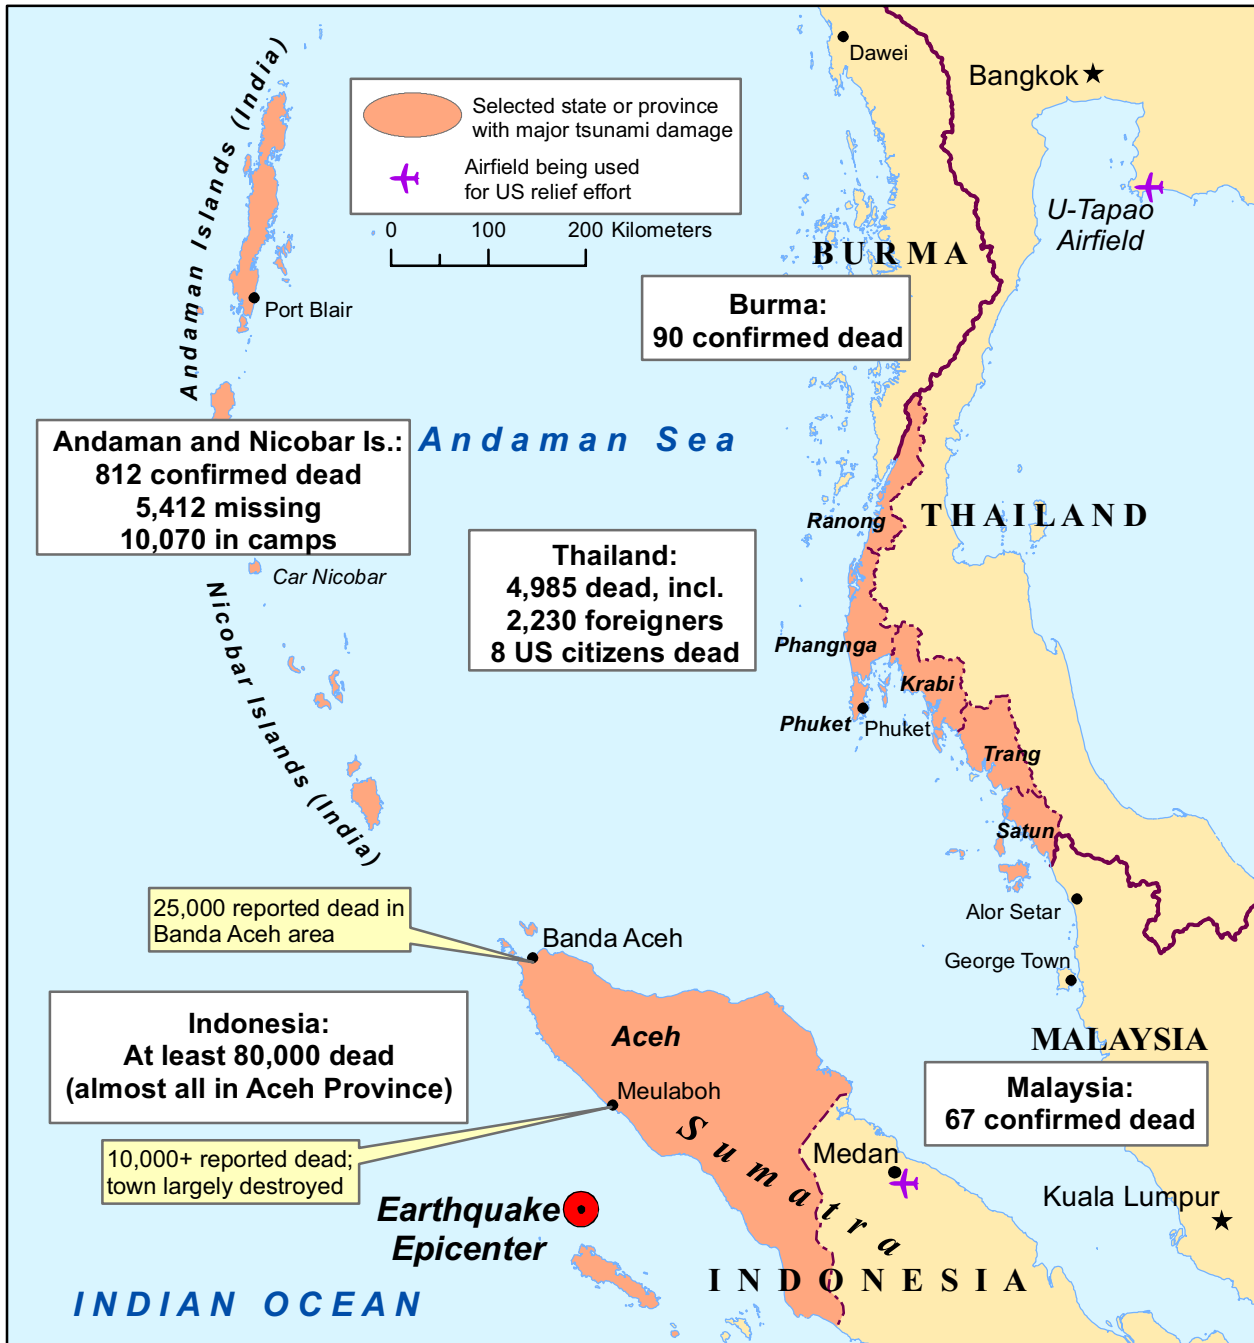 Dawei
Bangkok
Andaman Islands (India)
Selected state or province
with major tsunami damage
Airfield being used
for US relief effort
0 100 200 Kilometers
U-Tapao
Airfield
BURMA
Burma:
90 confirmed dead
Port Blair
Andaman and Nicobar Is.:
812 confirmed dead
5,412 missing
10,070 in camps
Andaman Sea
Ranong
THAILAND
Thailand:
4,985 dead, incl.
2,230 foreigners
8 US citizens dead
Car Nicobar
Nicobar Islands (India)
Phangnga
Krabi
Phuket
Phuket
Trang
Satun
25,000 reported dead in
Banda Aceh area
Banda Aceh
Alor Setar
George Town
Indonesia:
At least 80,000 dead
(almost all in Aceh Province)
Aceh
MALAYSIA
Malaysia:
67 confirmed dead
Meulaboh
10,000+ reported dead;
town largely destroyed
Sumatra
Medan
Kuala Lumpur
Earthquake
Epicenter
INDONESIA
INDIAN OCEAN